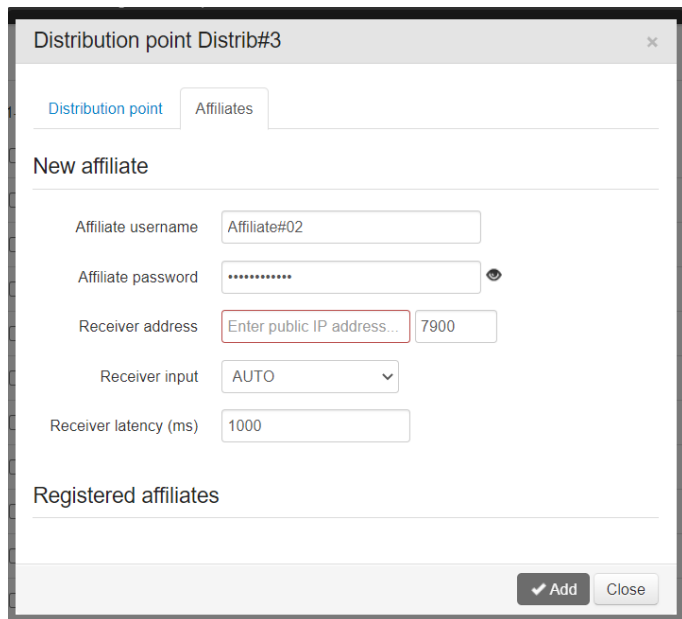 Distribution point Distrib#3 ×
Distribution point Affiliates
New affiliate
Affiliate username Affiliate#02
Affiliate password ••••••••••••
Receiver address Enter public IP address... 7900
Receiver input AUTO
Receiver latency (ms) 1000
Registered affiliates
✔ Add Close